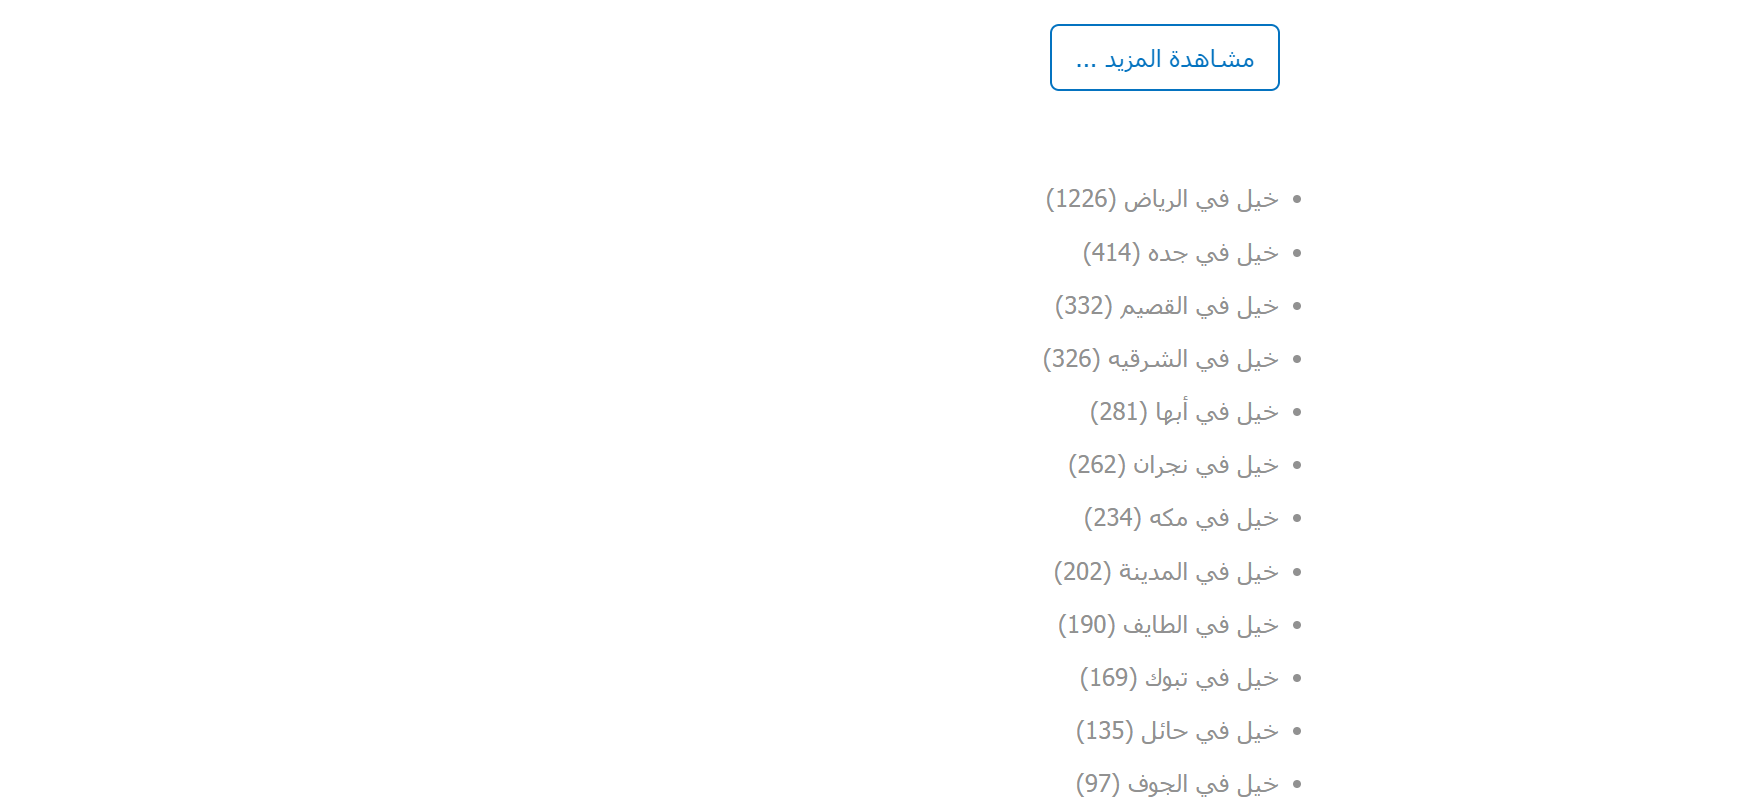 مشاهدة المزيد ...
خيل في الرياض (1226)
خيل في جده (414)
خيل في القصيم (332)
خيل في الشرقيه (326)
خيل في أبها (281)
خيل في نجران (262)
خيل في مكه (234)
خيل في المدينة (202)
خيل في الطايف (190)
خيل في تبوك (169)
خيل في حائل (135)
خيل في الجوف (97)